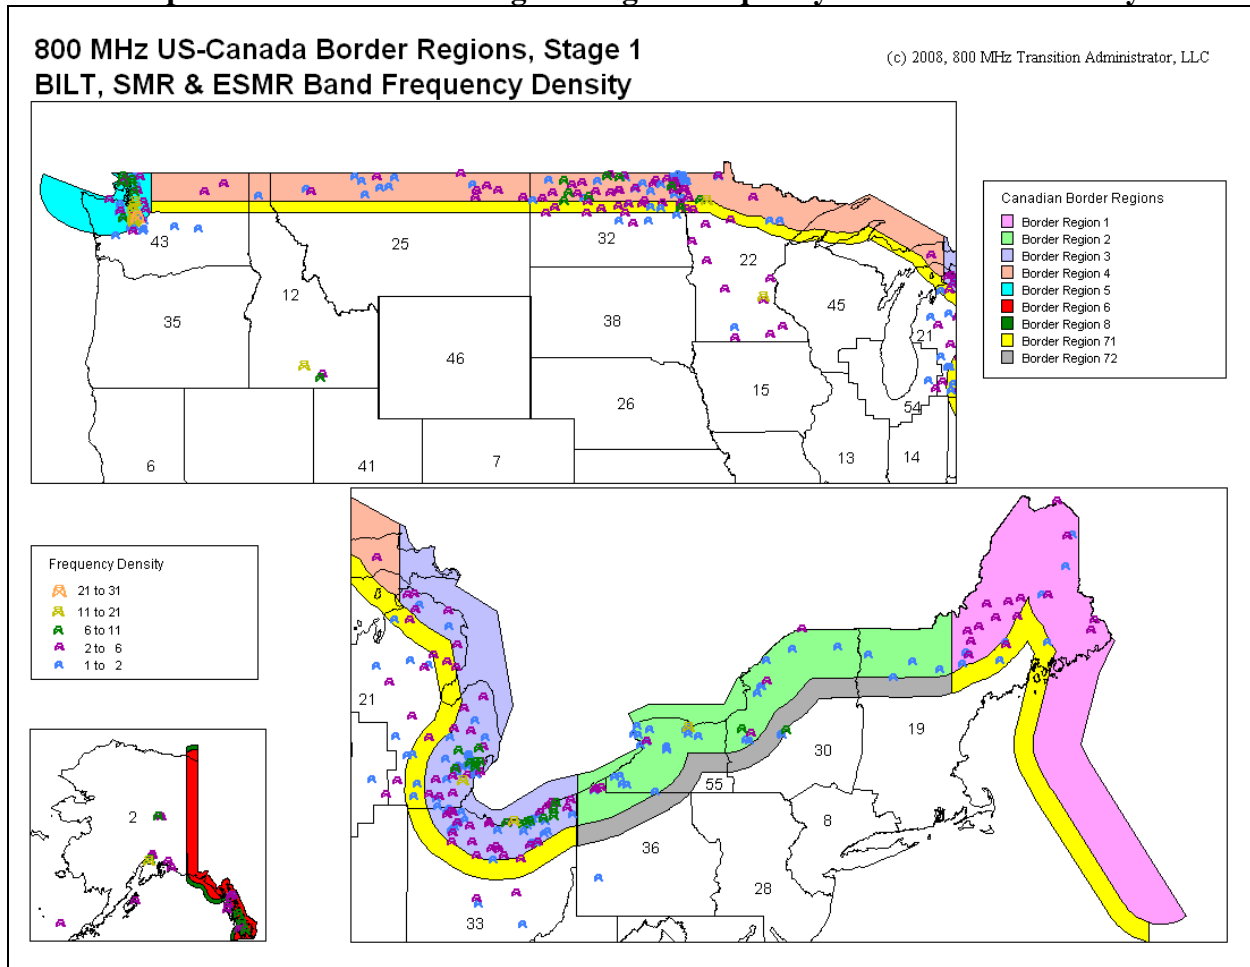 800 MHz US-Canada Border Regions, Stage 1
BILT, SMR & ESMR Band Frequency Density
(c) 2008, 800 MHz Transition Administrator, LLC
43
25
32
22
12
35
38
45
21
46
26
15
54
6
41
7
13
14
Canadian Border Regions
Border Region 1
Border Region 2
Border Region 3
Border Region 4
Border Region 5
Border Region 6
Border Region 8
Border Region 71
Border Region 72
Frequency Density
21 to 31
11 to 21
6 to 11
2 to 6
1 to 2
21
19
30
55
8
36
28
33
2